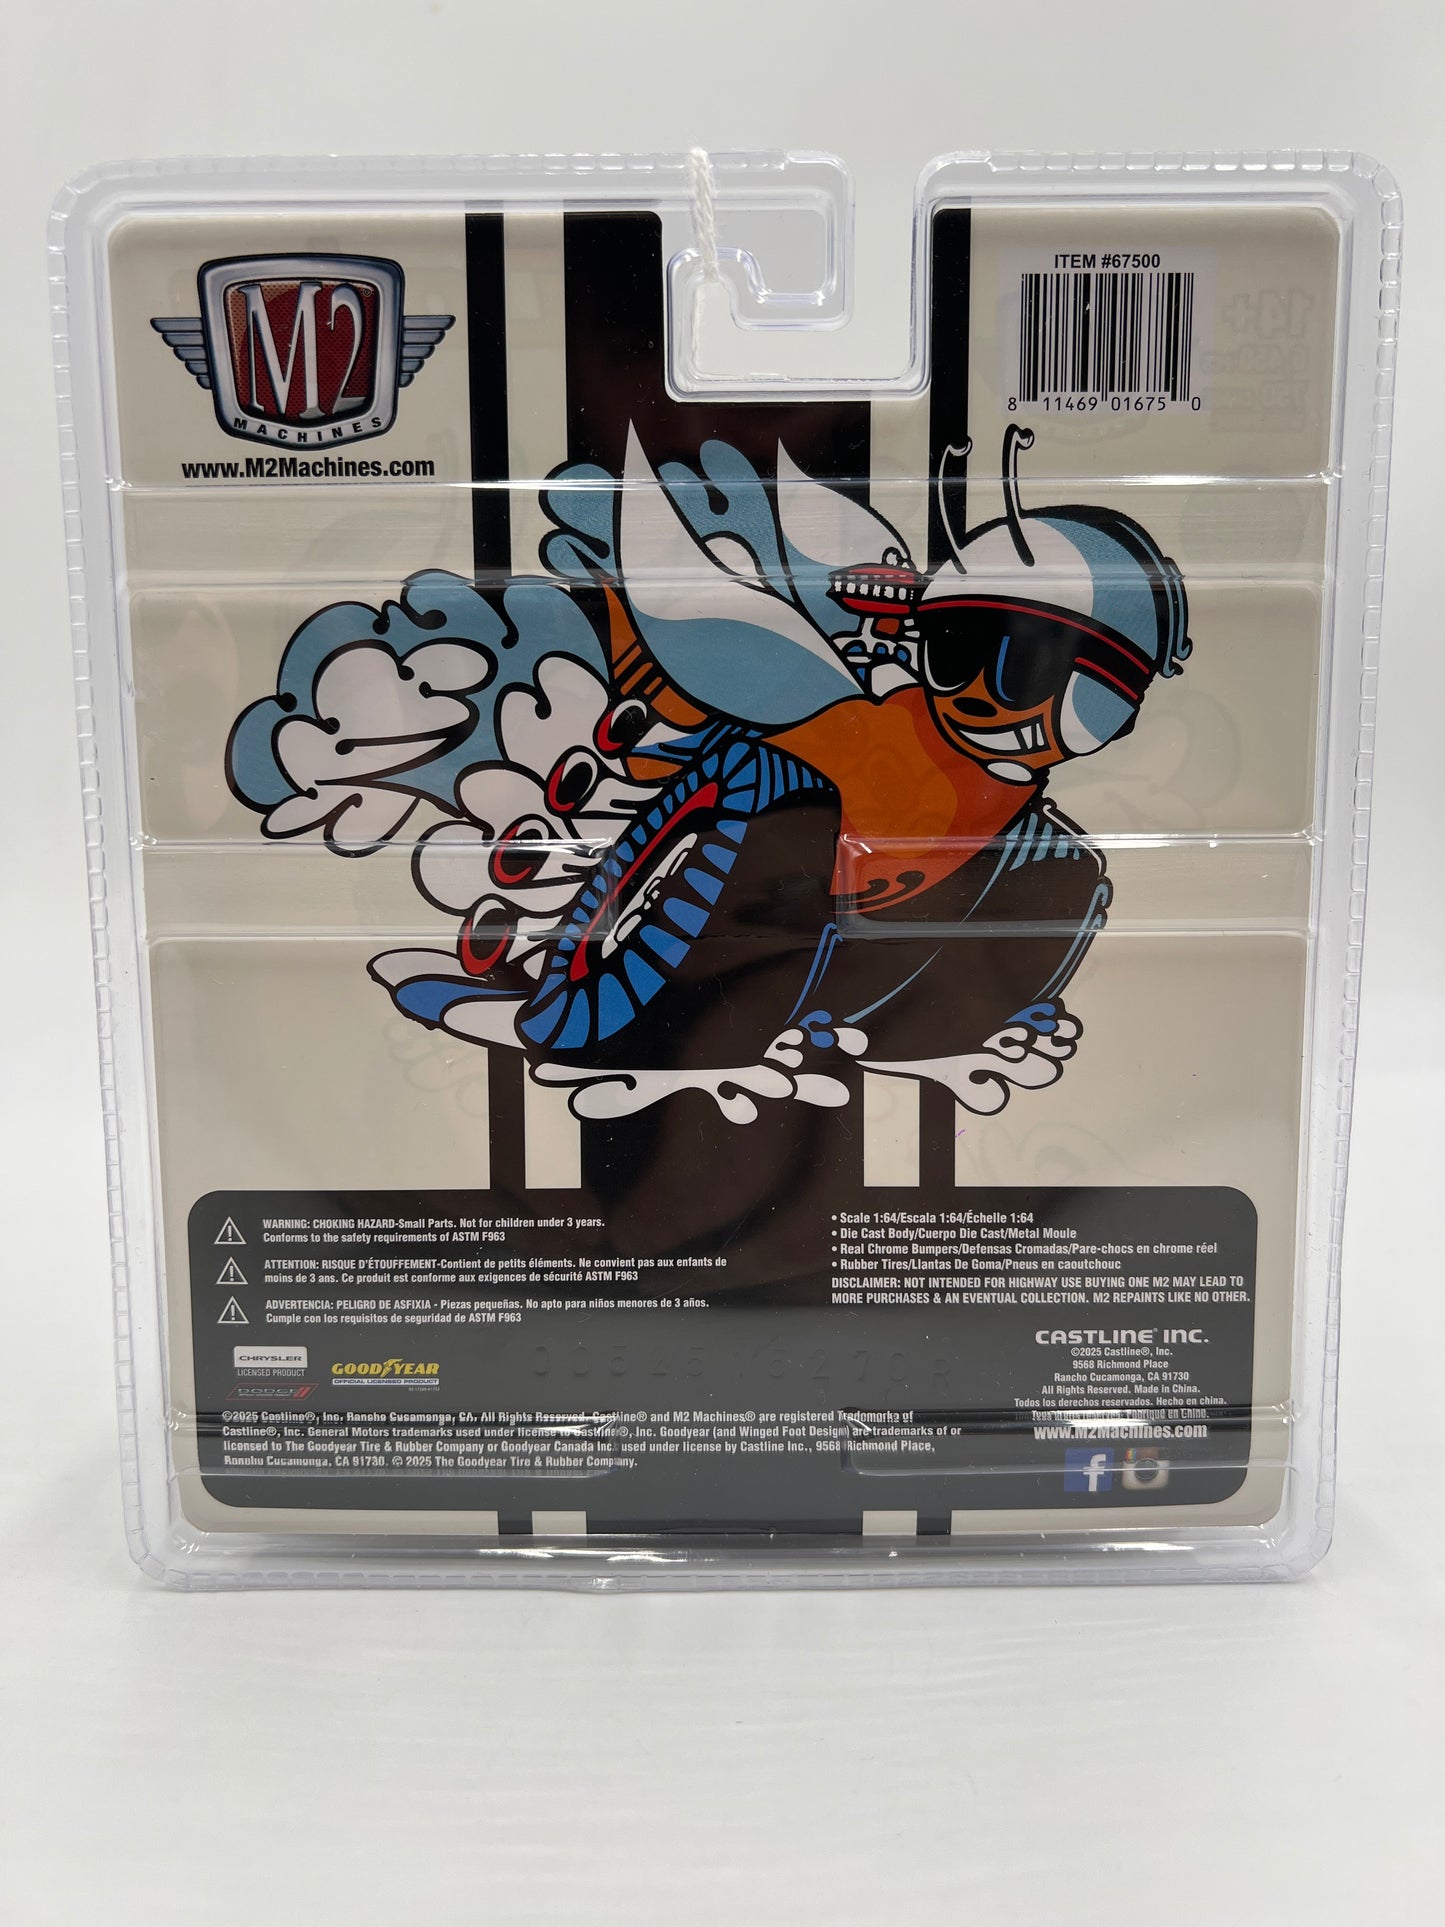 M2
MACHINES
www.M2Machines.com
ITEM #67500
8 11469 01675 0
14+
WARNING: CHOKING HAZARD-Small Parts. Not for children under 3 years.
Conforms to the safety requirements of ASTM F963
ATTENTION: RISQUE D'ÉTOUFFEMENT-Contient de petits éléments. Ne convient pas aux enfants de
moins de 3 ans. Ce produit est conforme aux exigences de sécurité ASTM F963
ADVERTENCIA: PELIGRO DE ASFIXIA - Piezas pequeñas. No apto para niños menores de 3 años.
Cumple con los requisitos de seguridad de ASTM F963
• Scale 1:64/Escala 1:64/Échelle 1:64
• Die Cast Body/Cuerpo Die Cast/Metal Moule
• Real Chrome Bumpers/Defensas Cromadas/Pare-chocs en chrome réel
• Rubber Tires/Llantas De Goma/Pneus en caoutchouc
DISCLAIMER: NOT INTENDED FOR HIGHWAY USE BUYING ONE M2 MAY LEAD TO
MORE PURCHASES & AN EVENTUAL COLLECTION. M2 REPAINTS LIKE NO OTHER.
CHRYSLER
LICENSED PRODUCT
DODGE
GOODYEAR
OFFICIAL LICENSED PRODUCT
CASTLINE® INC.
©2025 Castline®, Inc.
9568 Richmond Place
Rancho Cucamonga, CA 91730
All Rights Reserved. Made in China.
Todos los derechos reservados. Hecho en china.
Tous droits réservés. Fabriqué en Chine.
www.M2Machines.com
f
©2025 Castline®, Inc. Rancho Cucamonga, CA. All Rights Reserved. Castline® and M2 Machines® are registered Trademarks of
Castline®, Inc. General Motors trademarks used under license to Castline®, Inc. Goodyear (and Winged Foot Design) are trademarks of or
licensed to The Goodyear Tire & Rubber Company or Goodyear Canada Inc. used under license by Castline Inc., 9568 Richmond Place,
Rancho Cucamonga, CA 91730. © 2025 The Goodyear Tire & Rubber Company.